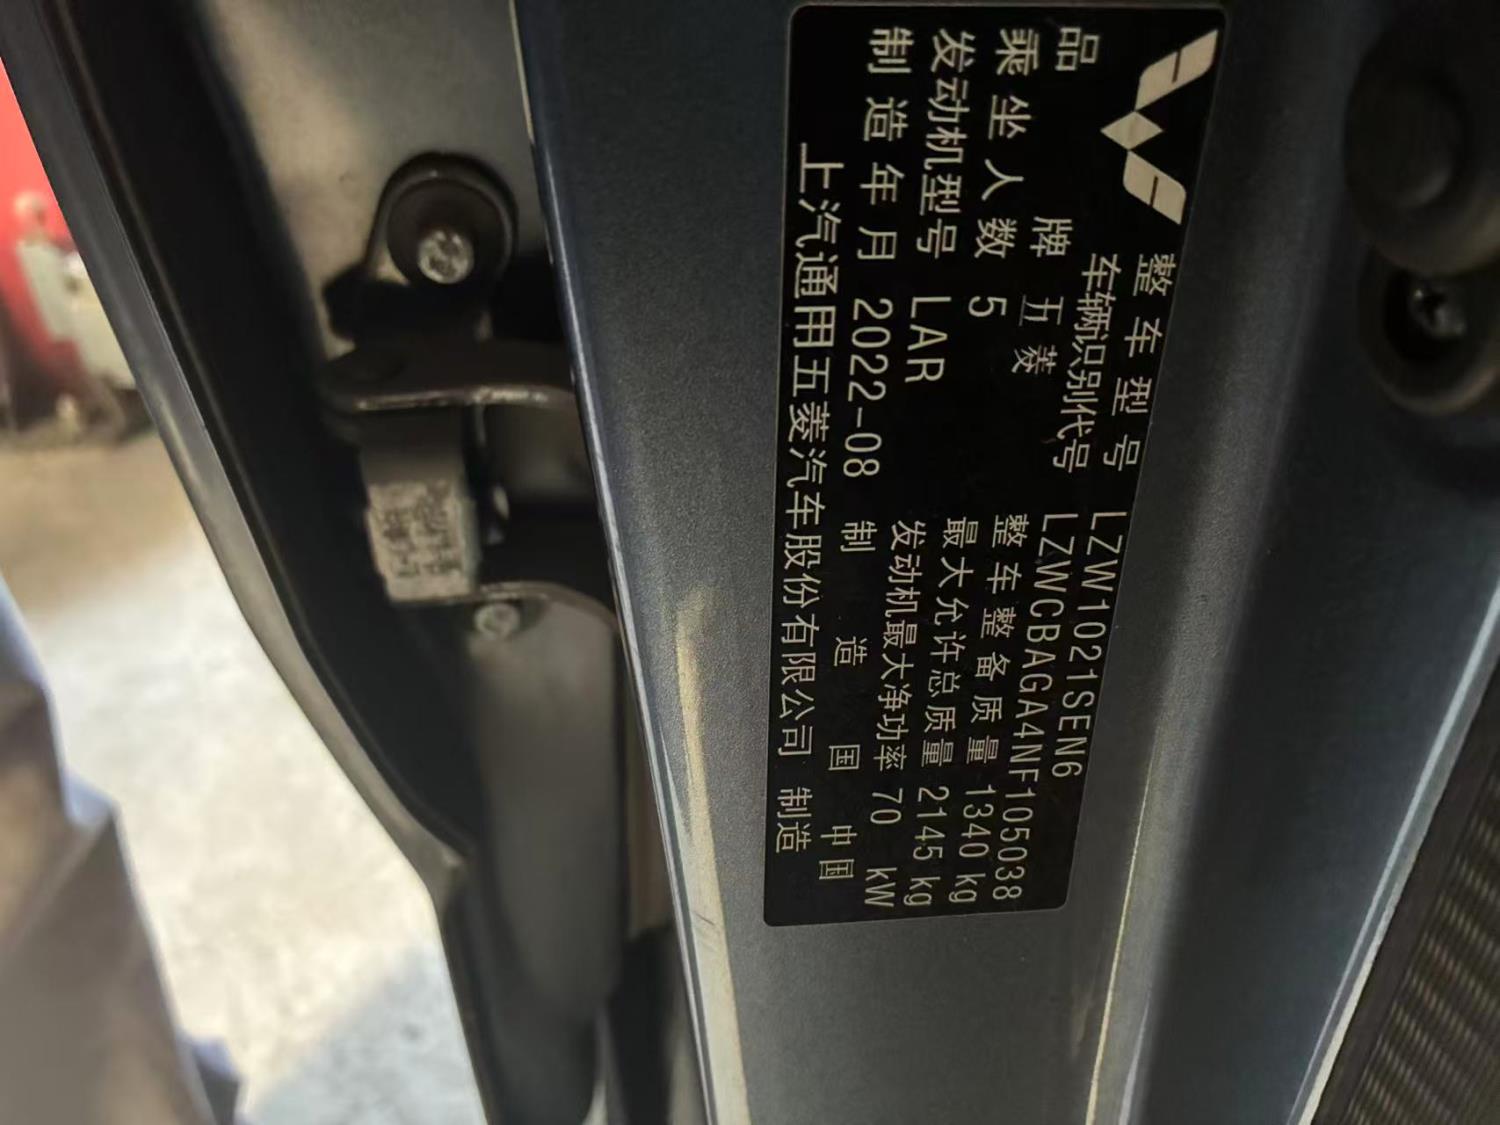 整车型号 LZW1021SEN6
车辆识别代号 LZWCBAGA4NF105038
品牌 五菱 整车整备质量 1340 kg
乘坐人数 5 最大允许总质量 2145 kg
发动机型号 LAR 发动机最大净功率 70 kW
制造年月 2022-08 制造国 中国
上汽通用五菱汽车股份有限公司 制造